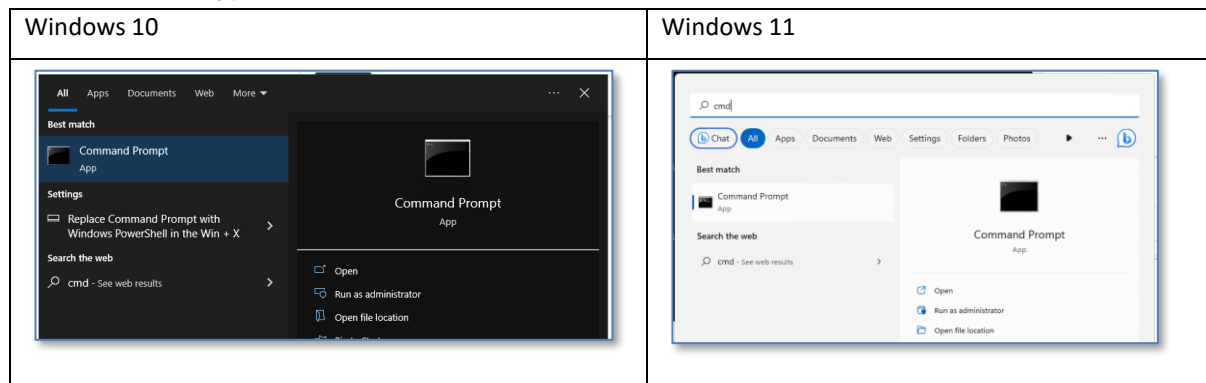 Windows 10
Windows 11
All Apps Documents Web More
Best match
Command Prompt
App
Settings
Replace Command Prompt with
Windows PowerShell in the Win + X
Search the web
cmd - See web results
Command Prompt
App
Open
Run as administrator
Open file location
cmd
Chat All Apps Documents Web Settings Folders Photos
Best match
Command Prompt
App
Search the web
cmd - See web results
Command Prompt
App
Open
Run as administrator
Open file location